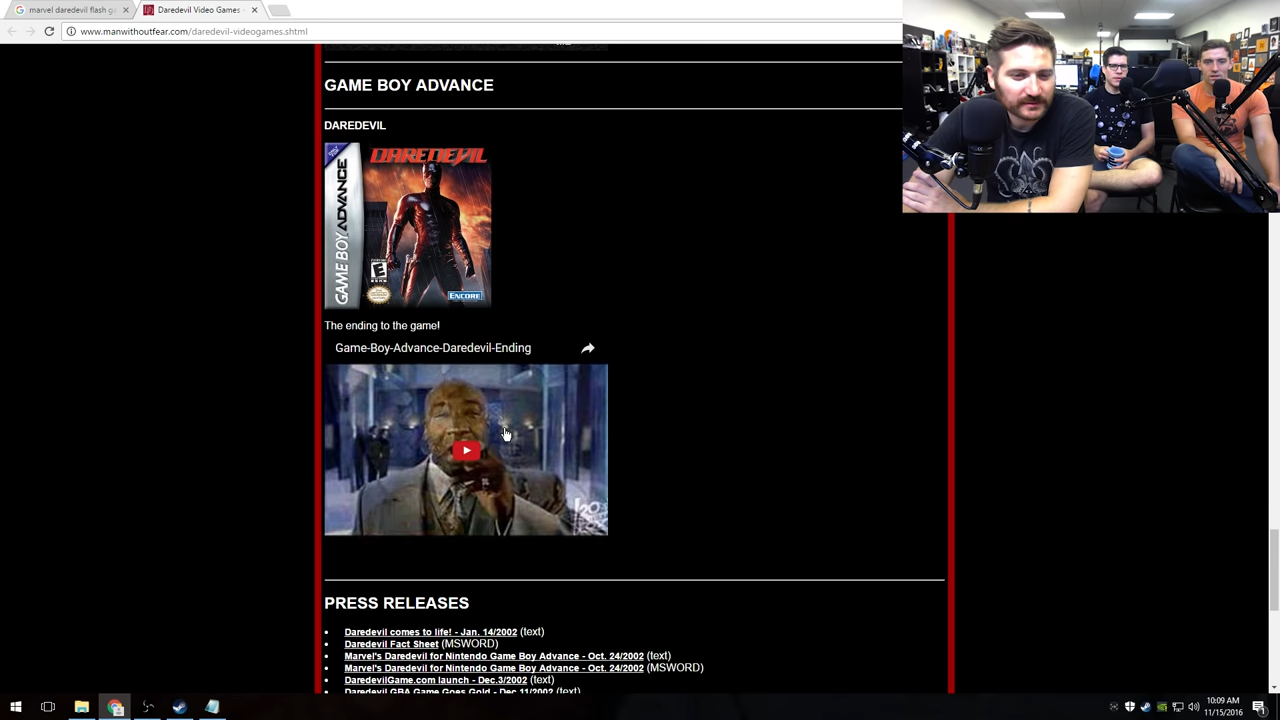 marvel daredevil flash g
Daredevil Video Games -
www.manwithoutfear.com/daredevil-videogames.shtml
GAME BOY ADVANCE
DAREDEVIL
GAME BOY ADVANCE
DAREDEVIL
E
ENCORE
The ending to the game!
Game-Boy-Advance-Daredevil-Ending
PRESS RELEASES
Daredevil comes to life! - Jan. 14/2002 (text)
Daredevil Fact Sheet (MSWORD)
Marvel's Daredevil for Nintendo Game Boy Advance - Oct. 24/2002 (text)
Marvel's Daredevil for Nintendo Game Boy Advance - Oct. 24/2002 (MSWORD)
DaredevilGame.com launch - Dec.3/2002 (text)
Daredevil GBA Game Goes Gold - Dec.11/2002 (text)
10:09 AM
11/15/2016